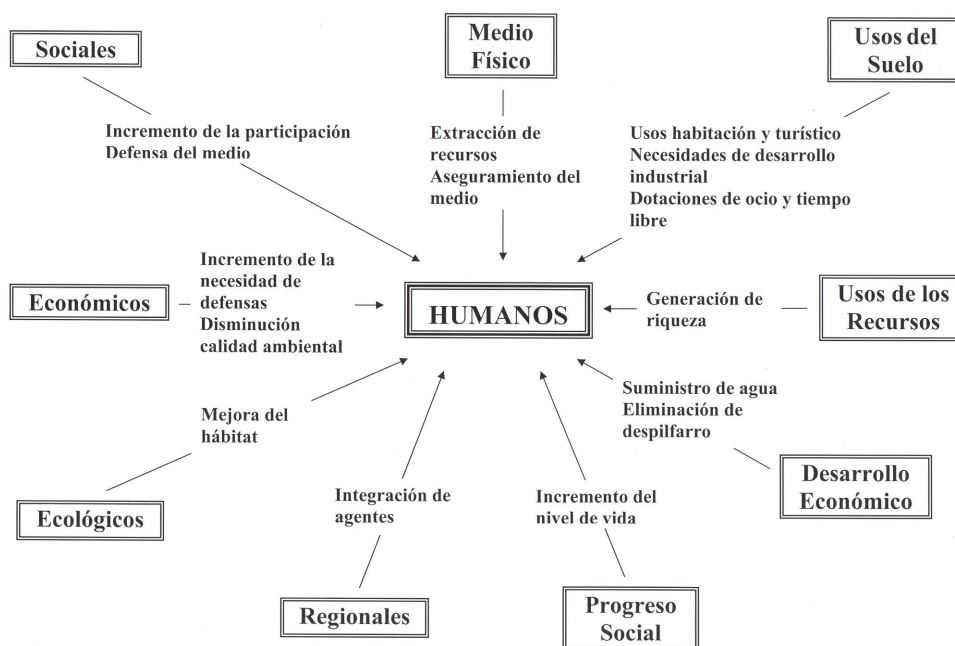 Sociales
Medio
Físico
Usos del
Suelo
Incremento de la participación
Defensa del medio
Extracción de
recursos
Aseguramiento del
medio
Usos habitación y turístico
Necesidades de desarrollo
industrial
Dotaciones de ocio y tiempo
libre
Económicos
Incremento de la
necesidad de
defensas
Disminución
calidad ambiental
HUMANOS
Generación de
riqueza
Usos de los
Recursos
Mejora del
hábitat
Suministro de agua
Eliminación de
despilfarro
Ecológicos
Integración de
agentes
Incremento del
nivel de vida
Desarrollo
Económico
Regionales
Progreso
Social